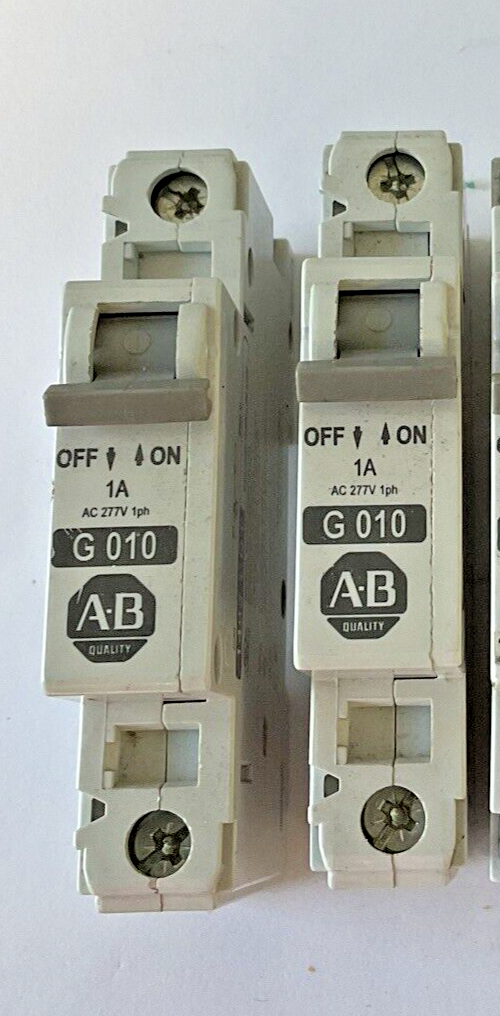 OFF ON
1A
AC 277V 1ph
G 010
A-B
QUALITY
OFF ON
1A
AC 277V 1ph
G 010
A-B
QUALITY